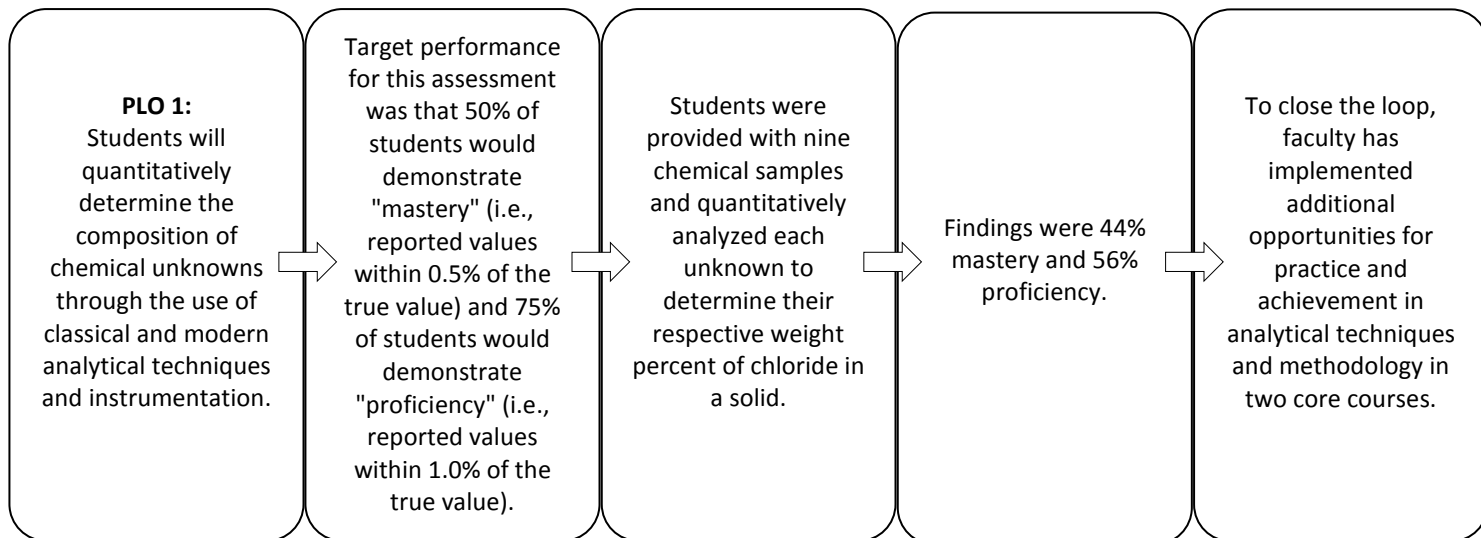 PLO 1:
Students will
quantitatively
determine the
composition of
chemical unknowns
through the use of
classical and modern
analytical techniques
and instrumentation.
Target performance
for this assessment
was that 50% of
students would
demonstrate
"mastery" (i.e.,
reported values
within 0.5% of the
true value) and 75%
of students would
demonstrate
"proficiency" (i.e.,
reported values
within 1.0% of the
true value).
Students were
provided with nine
chemical samples
and quantitatively
analyzed each
unknown to
determine their
respective weight
percent of chloride in
a solid.
Findings were 44%
mastery and 56%
proficiency.
To close the loop,
faculty has
implemented
additional
opportunities for
practice and
achievement in
analytical techniques
and methodology in
two core courses.